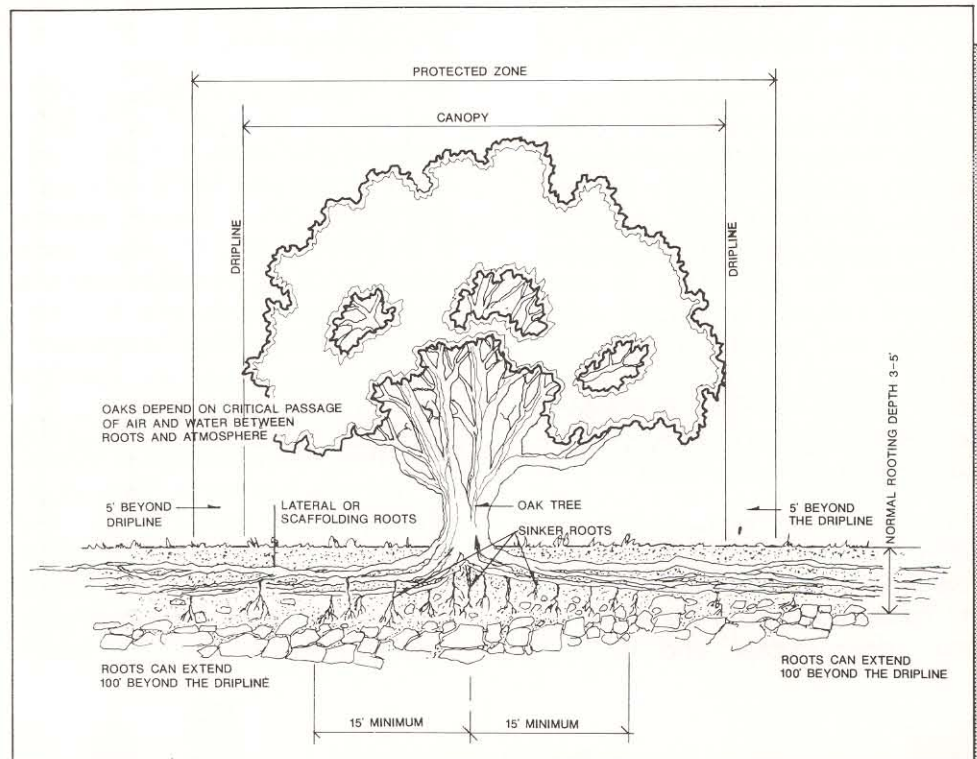 PROTECTED ZONE
CANOPY
DRIPLINE
DRIPLINE
OAKS DEPEND ON CRITICAL PASSAGE
OF AIR AND WATER BETWEEN
ROOTS AND ATMOSPHERE
NORMAL ROOTING DEPTH 3-5'
5' BEYOND
DRIPLINE
LATERAL OR
SCAFFOLDING ROOTS
OAK TREE
SINKER ROOTS
5' BEYOND
THE DRIPLINE
ROOTS CAN EXTEND
100' BEYOND THE DRIPLINE
ROOTS CAN EXTEND
100' BEYOND THE DRIPLINE
15' MINIMUM
15' MINIMUM